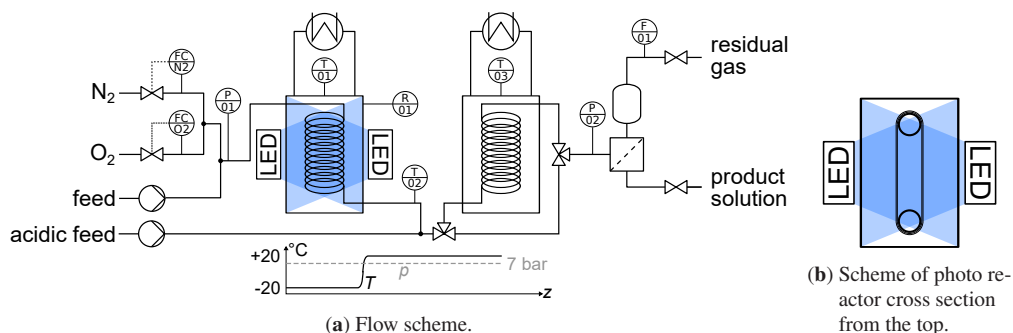 N₂
FC
N2
O₂
FC
O2
feed
acidic feed
P
01
T
01
R
01
LED
LED
T
02
T
03
P
02
F
01
residual
gas
product
solution
+20
°C
-20
T
p
7 bar
z
(a) Flow scheme.
LED
LED
(b) Scheme of photo re-
actor cross section
from the top.